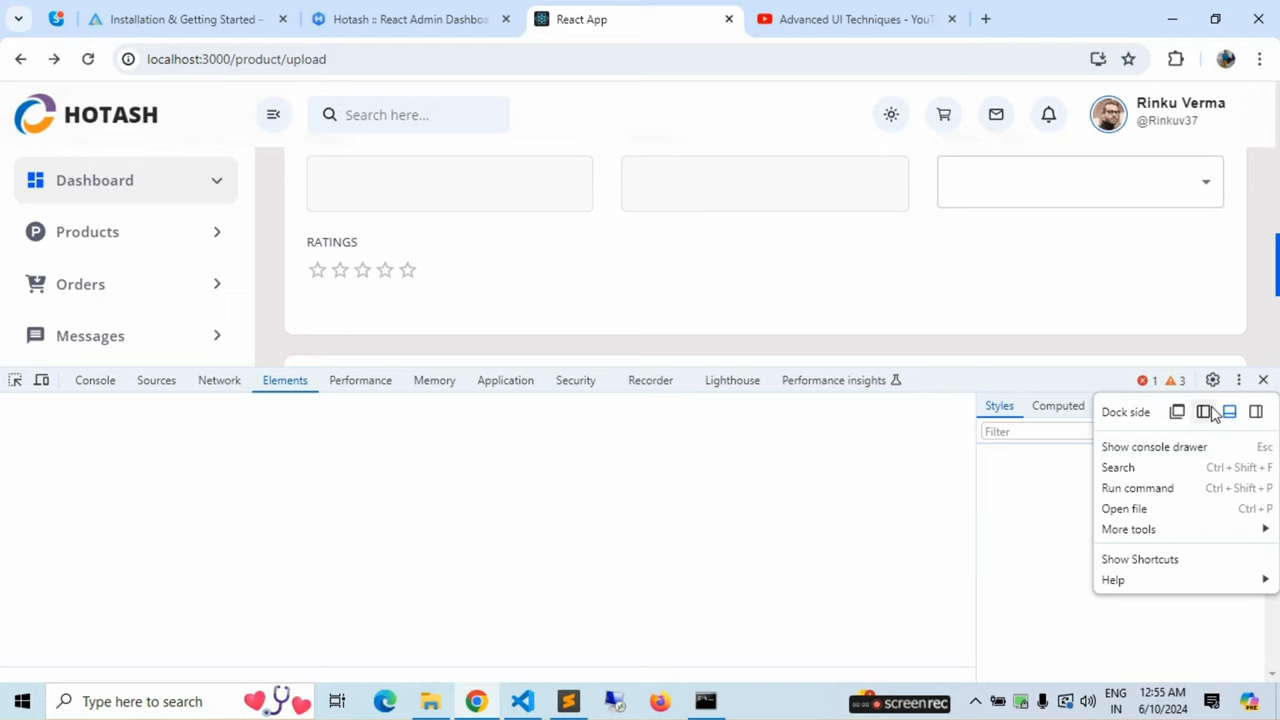 Installation & Getting Started –
Hotash :: React Admin Dashboa
React App
Advanced UI Techniques - YouT
localhost:3000/product/upload
HOTASH
Search here...
Rinku Verma
@Rinkuv37
Dashboard
Products
Orders
Messages
RATINGS
Console
Sources
Network
Elements
Performance
Memory
Application
Security
Recorder
Lighthouse
Performance insights
1
3
Styles
Computed
Filter
Dock side
Show console drawer Esc
Search Ctrl + Shift + F
Run command Ctrl + Shift + P
Open file Ctrl + P
More tools
Show Shortcuts
Help
Type here to search
screenrec
ENG
IN
12:55 AM
6/10/2024